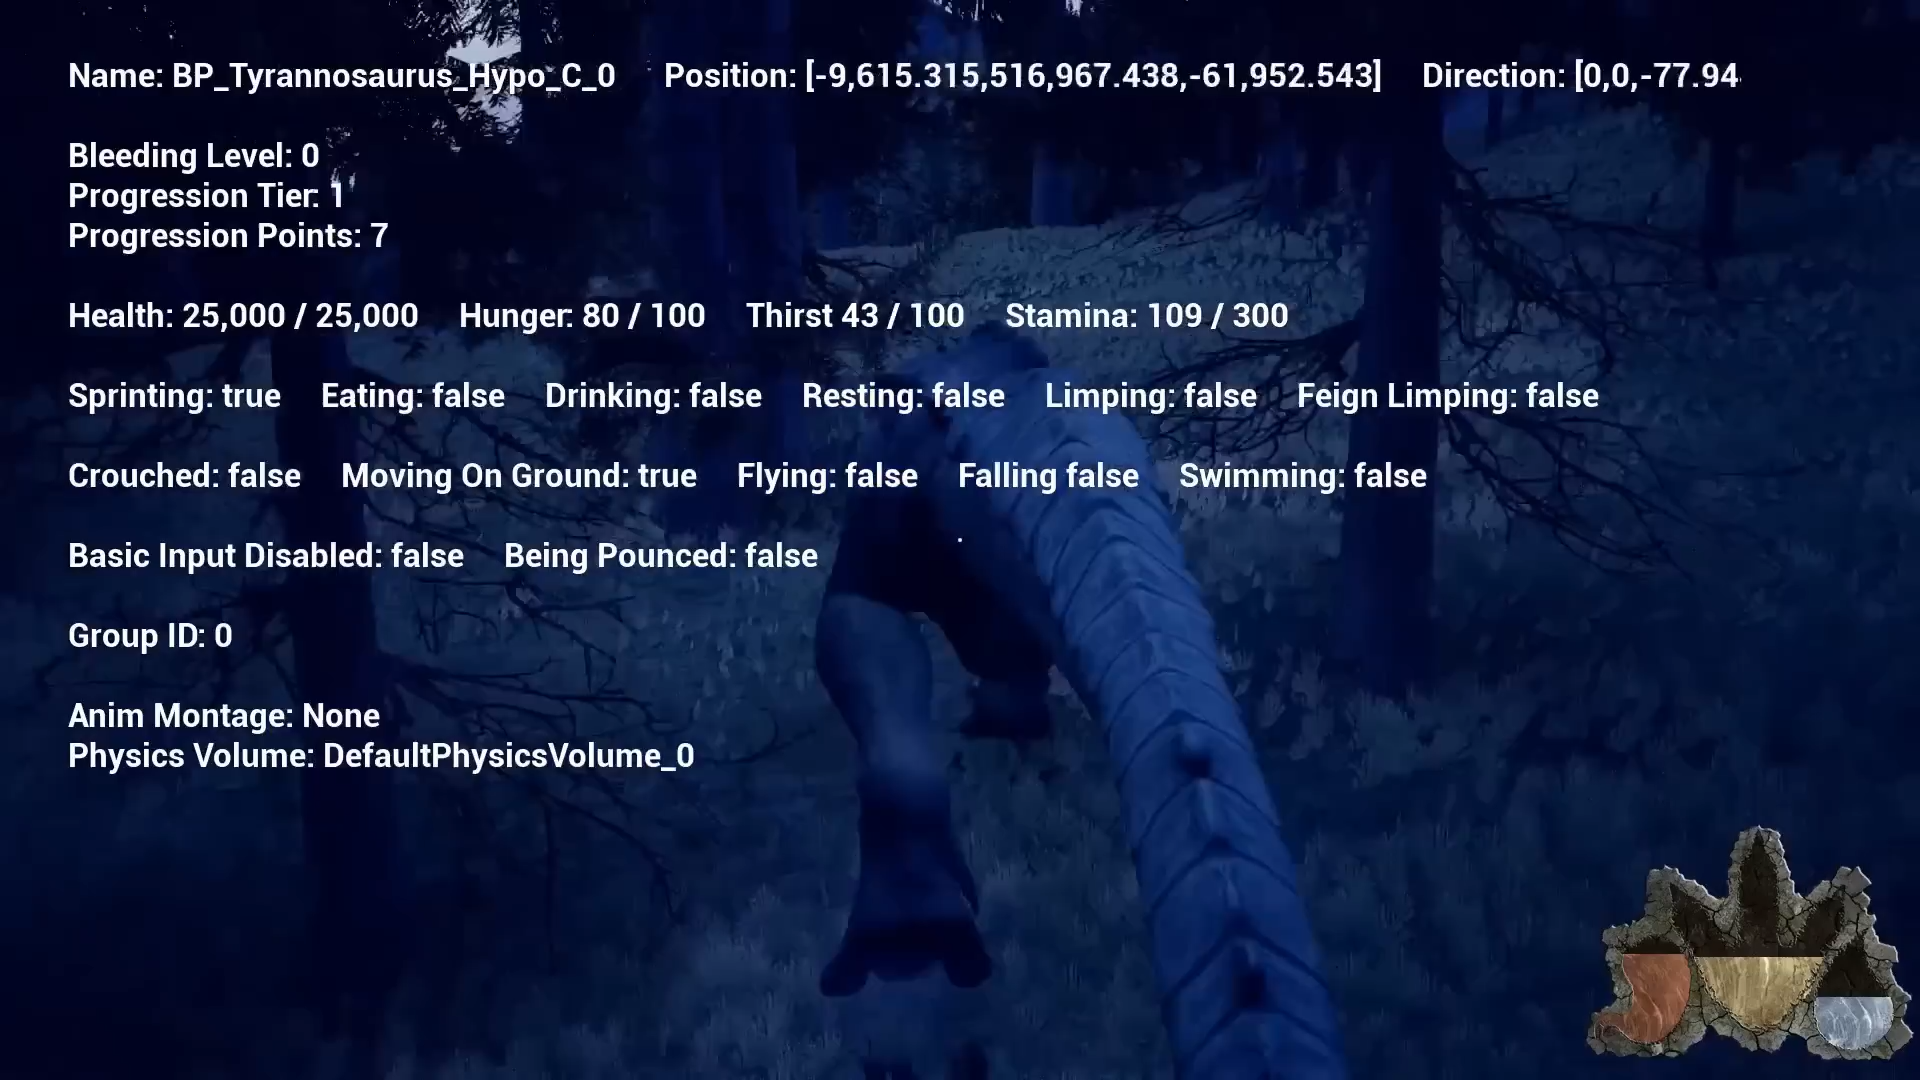 Name: BP_Tyrannosaurus_Hypo_C_0 Position: [-9,615.315,516,967.438,-61,952.543] Direction: [0,0,-77.94
Bleeding Level: 0
Progression Tier: 1
Progression Points: 7
Health: 25,000 / 25,000 Hunger: 80 / 100 Thirst 43 / 100 Stamina: 109 / 300
Sprinting: true Eating: false Drinking: false Resting: false Limping: false Feign Limping: false
Crouched: false Moving On Ground: true Flying: false Falling false Swimming: false
Basic Input Disabled: false Being Pounced: false
Group ID: 0
Anim Montage: None
Physics Volume: DefaultPhysicsVolume_0